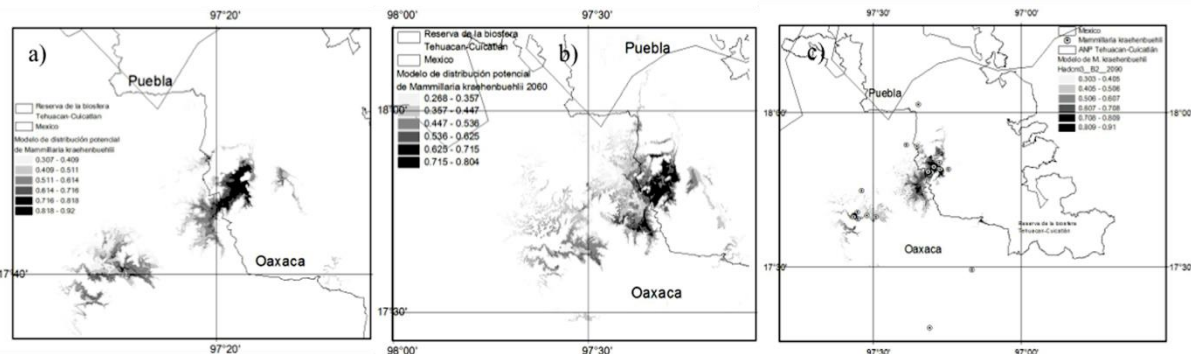 97°20'
a)
Puebla
Reserva de la biosfera
Tehuacan-Cuicatlan
Mexico
Modelo de distribución potencial
de Mammillaria kraehenbuehlii
0.307 - 0.409
0.409 - 0.511
0.511 - 0.614
0.614 - 0.716
0.716 - 0.818
0.818 - 0.92
Oaxaca
17°40'
97°20'
98°00'
97°30'
Reserva de la biosfera
Tehuacan-Cuicatlan
Mexico
b)
Puebla
Modelo de distribución potencial
de Mammillaria kraehenbuehlii 2060
18°00'
0.268 - 0.357
0.357 - 0.447
0.447 - 0.536
0.536 - 0.625
0.625 - 0.715
0.715 - 0.804
Oaxaca
17°30'
98°00'
97°30'
97°30'
97°00'
c)
Mexico
Mammillaria kraehenbuehlii
ANP Tehuacan-Cuicatlán
Modelo de M. kraehenbuehlii
Hadcm3_B2_2090
0.303 - 0.405
0.405 - 0.506
0.506 - 0.607
0.607 - 0.708
0.708 - 0.809
0.809 - 0.91
Puebla
18°00'
18°00'
Reserva de la biosfera
Tehuacan-Cuicatlán
Oaxaca
17°30'
17°30'
97°30'
97°00'